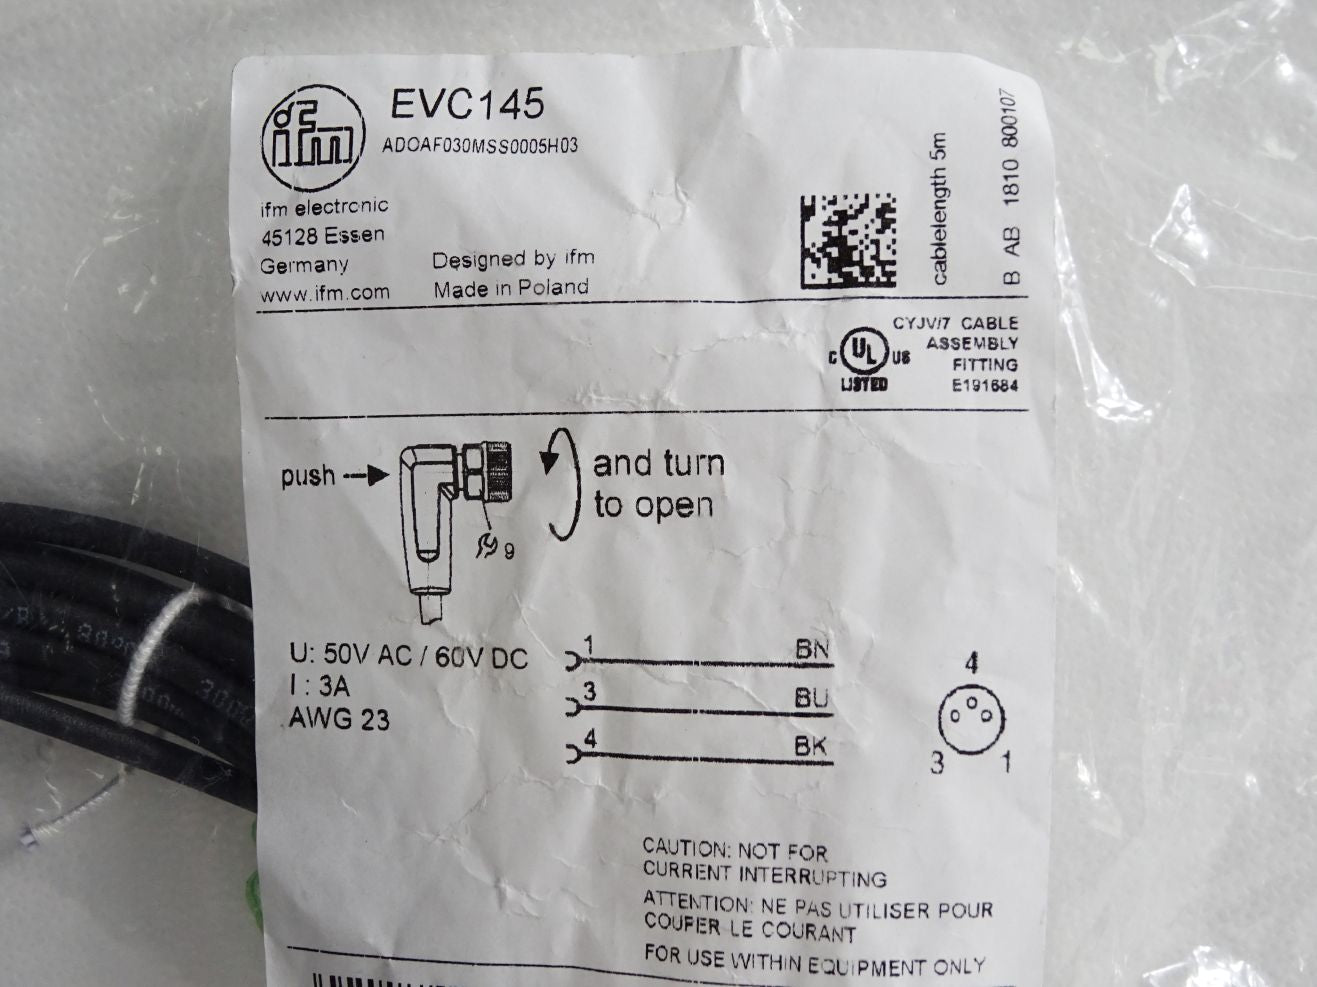 ifm
EVC145
ADOAF030MSS0005H03
ifm electronic
45128 Essen
Germany
www.ifm.com
Designed by ifm
Made in Poland
cablelength 5m
B AB 1810 800107
C UL US
LISTED
CYJV/7 CABLE
ASSEMBLY
FITTING
E191684
push
9
and turn
to open
U: 50V AC / 60V DC
I : 3A
AWG 23
1 BN
3 BU
4 BK
4
3 1
CAUTION: NOT FOR
CURRENT INTERRUPTING
ATTENTION: NE PAS UTILISER POUR
COUPER LE COURANT
FOR USE WITHIN EQUIPMENT ONLY